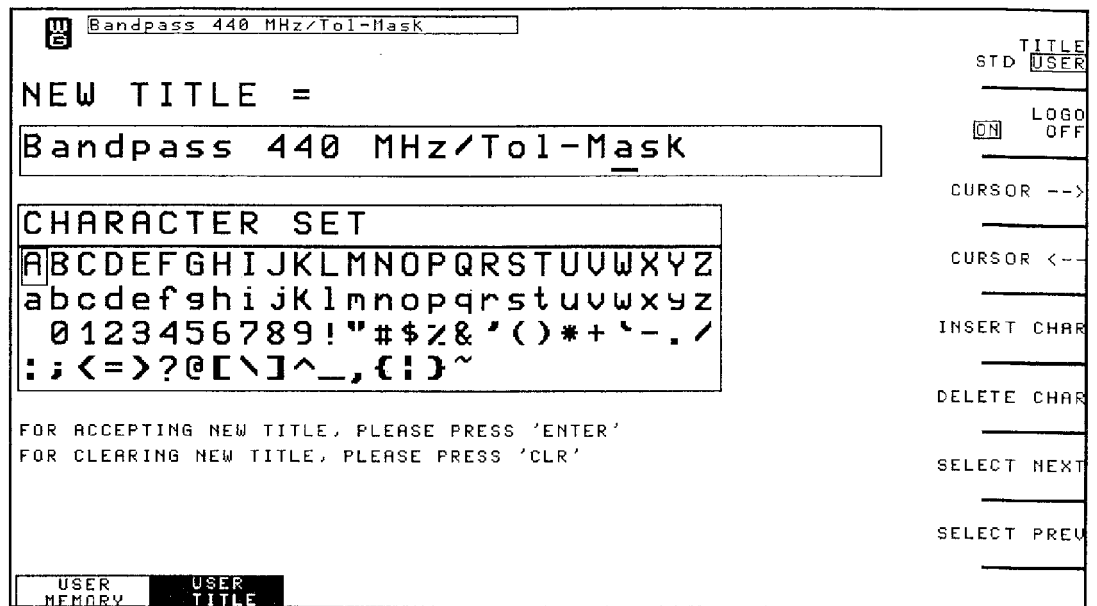 WG Bandpass 440 MHz/Tol-Mask
NEW TITLE =
Bandpass 440 MHz/Tol-Mask
CHARACTER SET
ABCDEFGHIJKLMNOPQRSTUVWXYZ
abcdefghijklmnopqrstuvwxyz
0123456789!"#$%&'()*+`-./
:;<=>?@[\]^_,{¦}~
FOR ACCEPTING NEW TITLE, PLEASE PRESS 'ENTER'
FOR CLEARING NEW TITLE, PLEASE PRESS 'CLR'
USER MEMORY
USER TITLE
TITLE
STD USER
LOGO
ON OFF
CURSOR -->
CURSOR <--
INSERT CHAR
DELETE CHAR
SELECT NEXT
SELECT PREV